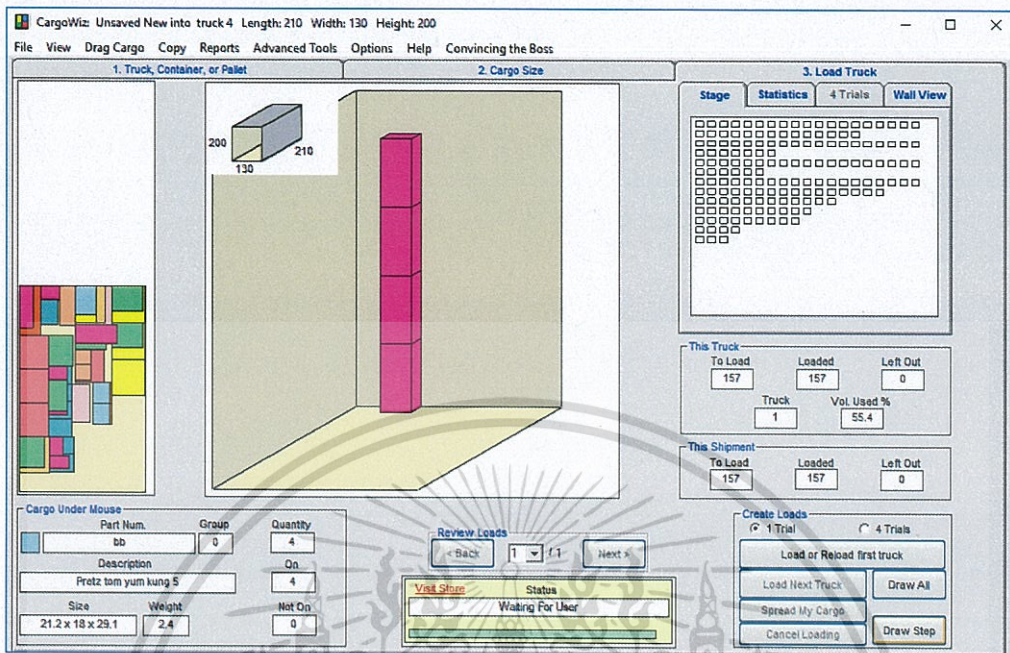 CargoWiz: Unsaved New into truck 4 Length: 210 Width: 130 Height: 200
File View Drag Cargo Copy Reports Advanced Tools Options Help Convincing the Boss
1. Truck, Container, or Pallet
2. Cargo Size
3. Load Truck
Stage Statistics 4 Trials Wall View
200
210
130
This Truck
To Load Loaded Left Out
157 157 0
Truck Vol. Used %
1 55.4
This Shipment
To Load Loaded Left Out
157 157 0
Cargo Under Mouse
Part Num. Group Quantity
bb 0 4
Description On
Pretz tom yum kung 5 4
Size Weight Not On
21.2 x 18 x 29.1 2.4 0
Review Loads
< Back 1 / 1 Next >
Visit Store Status
Waiting For User
Create Loads
1 Trial 4 Trials
Load or Reload first truck
Load Next Truck Draw All
Spread My Cargo
Cancel Loading Draw Step